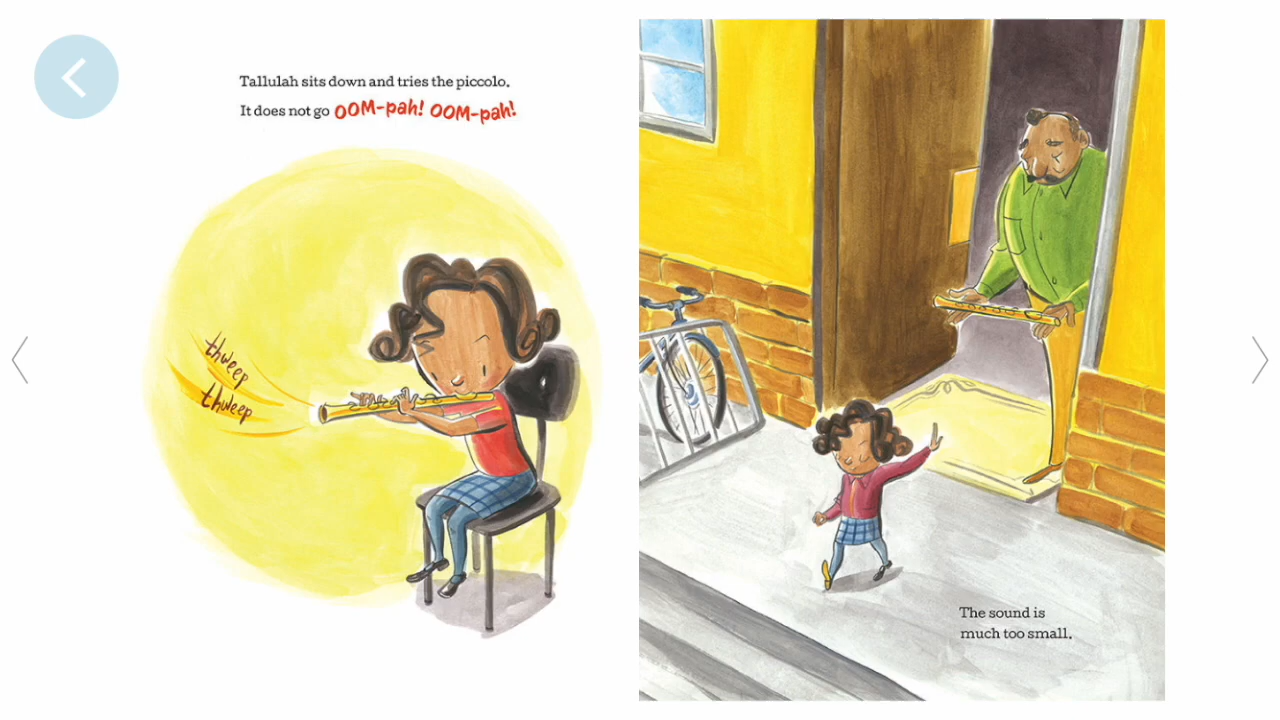 Tallulah sits down and tries the piccolo.
It does not go OOM-pah! OOM-pah!
thweep
thweep
The sound is
much too small.